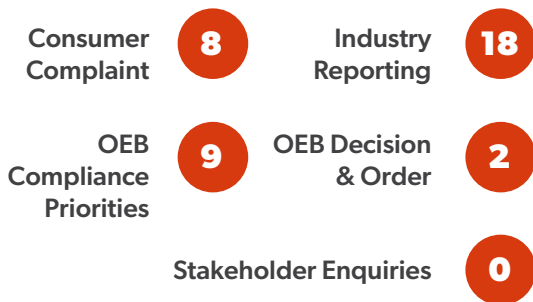 Consumer
Complaint
8
Industry
Reporting
18
OEB
Compliance
Priorities
9
OEB Decision
& Order
2
Stakeholder Enquiries
0